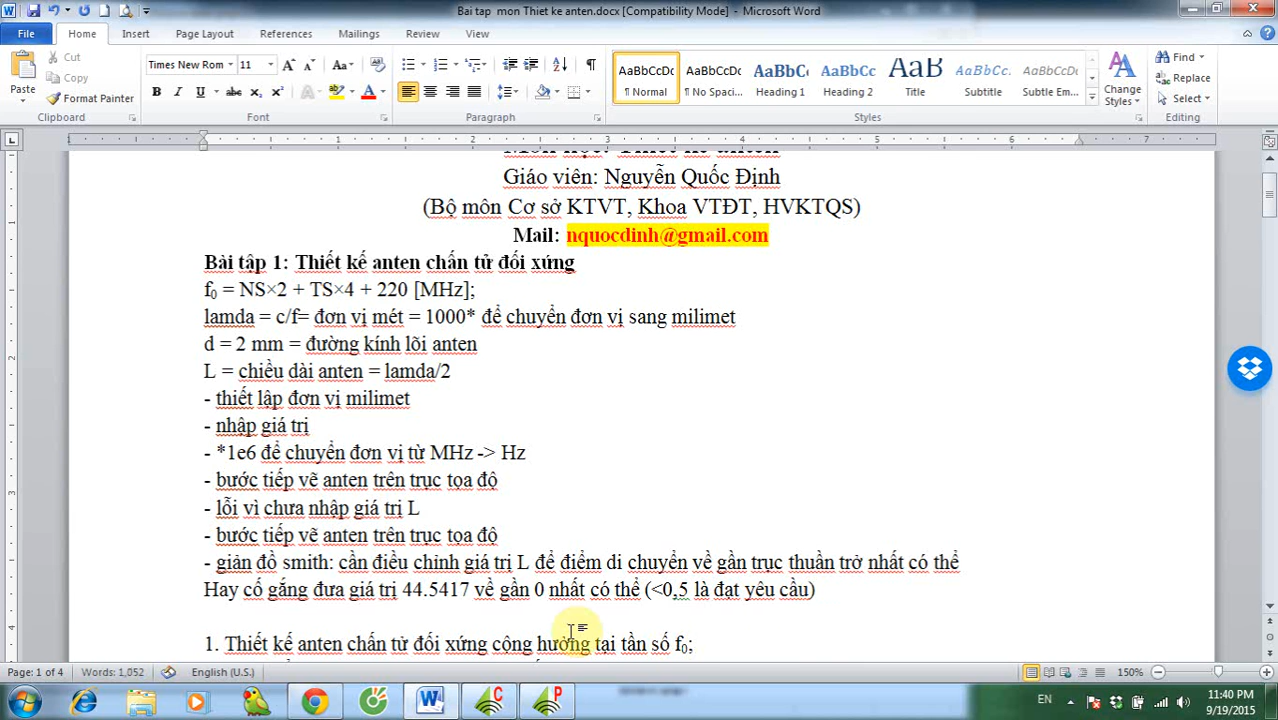 Bai tap mon Thiet ke anten.docx [Compatibility Mode] - Microsoft Word
File Home Insert Page Layout References Mailings Review View
Cut
Copy
Format Painter
Paste
Clipboard
Times New Rom 11
Font
Paragraph
AaBbCcDc AaBbCcDc AaBbCc AaBbCc AaB AaBbCcL AaBbCcDc
¶ Normal ¶ No Spaci... Heading 1 Heading 2 Title Subtitle Subtle Em...
Change Styles
Styles
Find
Replace
Select
Editing
Môn học: Thiết kế anten
Giáo viên: Nguyễn Quốc Định
(Bộ môn Cơ sở KTVT, Khoa VTĐT, HVKTQS)
Mail: nquocdinh@gmail.com
Bài tập 1: Thiết kế anten chấn tử đối xứng
f₀ = NS×2 + TS×4 + 220 [MHz];
lamda = c/f= đơn vị mét = 1000* để chuyển đơn vị sang milimet
d = 2 mm = đường kính lõi anten
L = chiều dài anten = lamda/2
- thiết lập đơn vị milimet
- nhập giá trị
- *1e6 để chuyển đơn vị từ MHz -> Hz
- bước tiếp vẽ anten trên trục tọa độ
- lỗi vì chưa nhập giá trị L
- bước tiếp vẽ anten trên trục tọa độ
- giản đồ smith: cần điều chỉnh giá trị L để điểm di chuyển về gần trục thuần trở nhất có thể
Hay cố gắng đưa giá trị 44.5417 về gần 0 nhất có thể (<0,5 là đạt yêu cầu)
1. Thiết kế anten chấn tử đối xứng cộng hưởng tại tần số f₀;
Page: 1 of 4 Words: 1,052 English (U.S.) 150%
EN 11:40 PM
9/19/2015